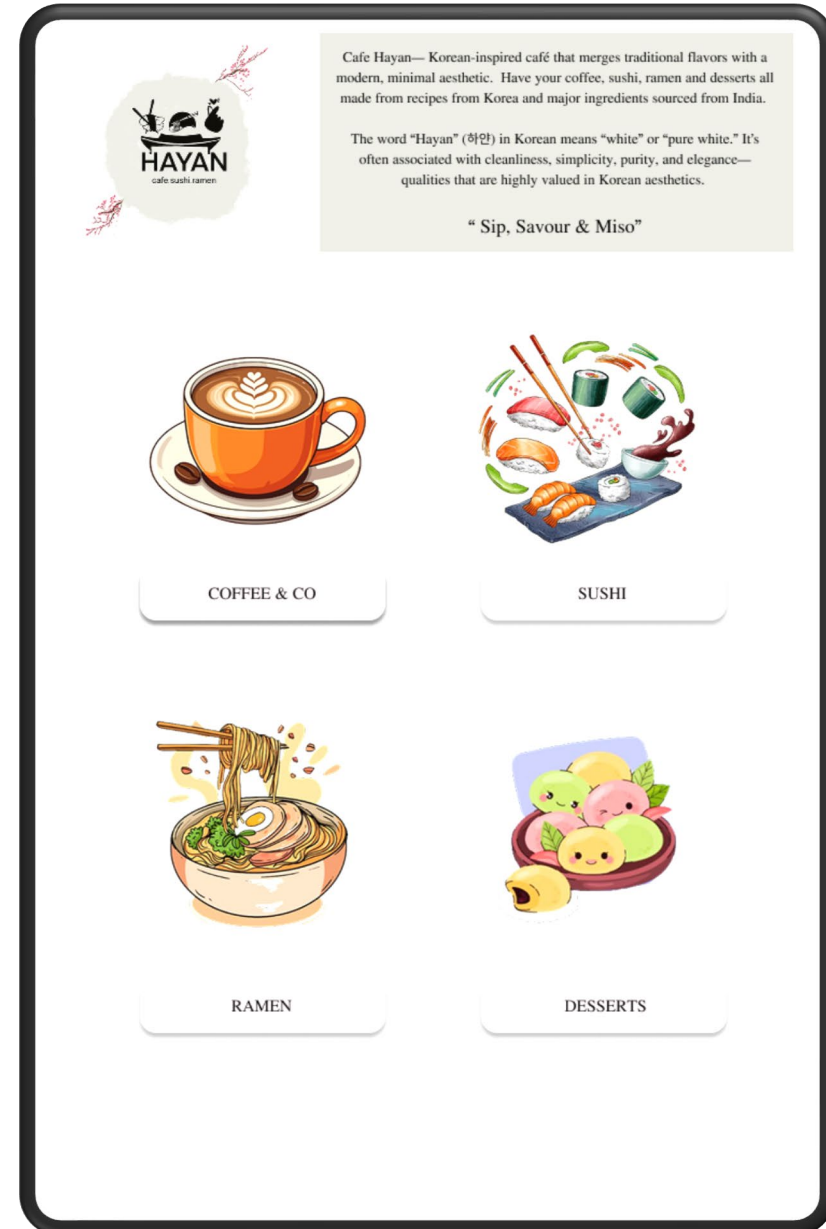 HAYAN
cafe.sushi.ramen
Cafe Hayan— Korean-inspired café that merges traditional flavors with a
modern, minimal aesthetic.  Have your coffee, sushi, ramen and desserts all
made from recipes from Korea and major ingredients sourced from India.
The word “Hayan” (하얀) in Korean means “white” or “pure white.” It’s
often associated with cleanliness, simplicity, purity, and elegance—
qualities that are highly valued in Korean aesthetics.
“ Sip, Savour & Miso”
COFFEE & CO
SUSHI
RAMEN
DESSERTS